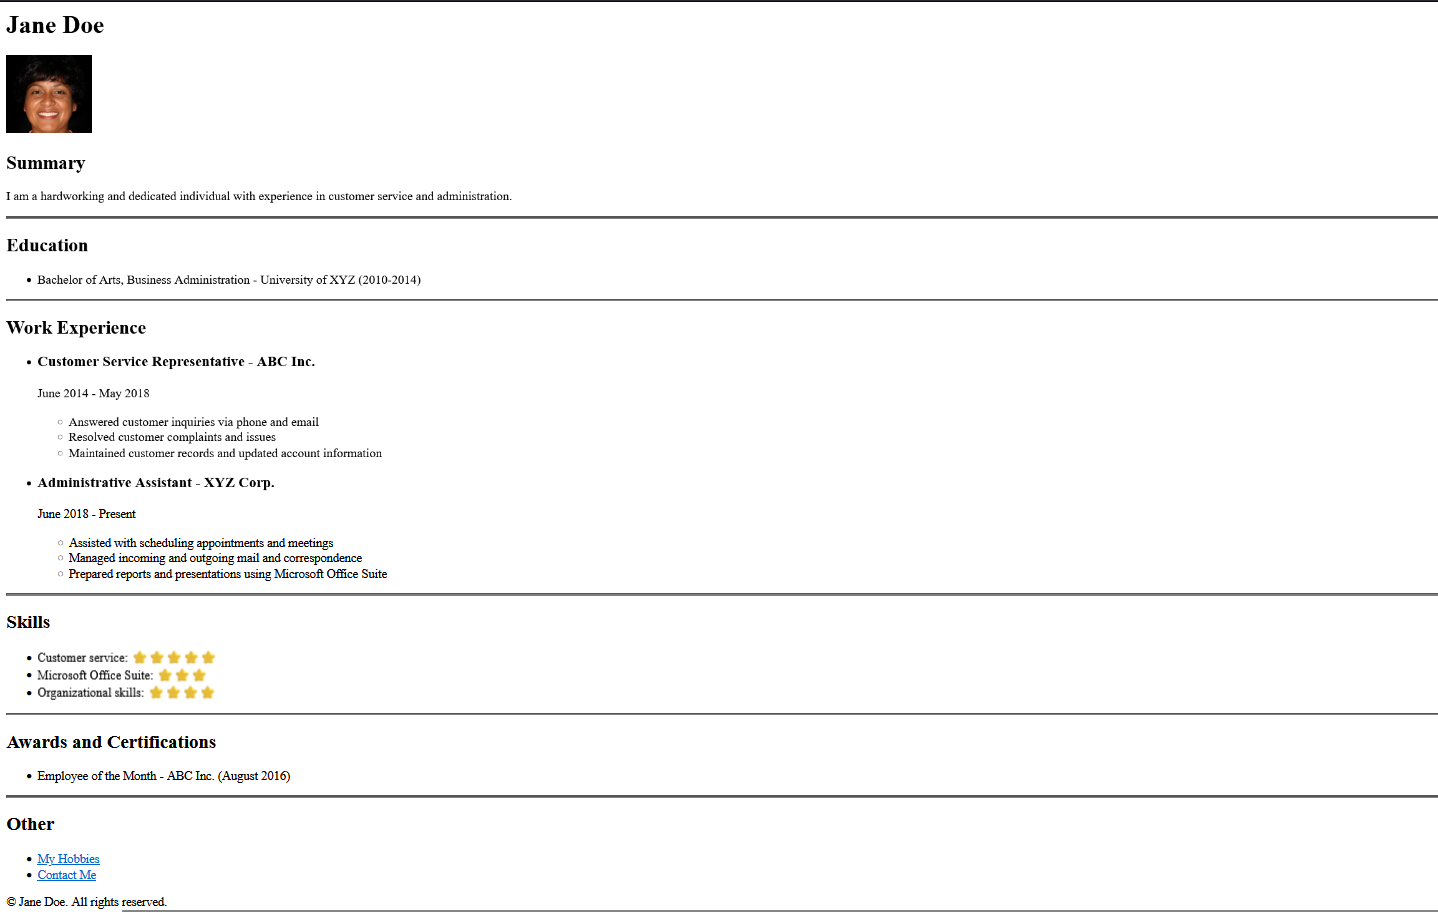 Jane Doe
Summary
I am a hardworking and dedicated individual with experience in customer service and administration.
Education
Bachelor of Arts, Business Administration - University of XYZ (2010-2014)
Work Experience
Customer Service Representative - ABC Inc.
June 2014 - May 2018
Answered customer inquiries via phone and email
Resolved customer complaints and issues
Maintained customer records and updated account information
Administrative Assistant - XYZ Corp.
June 2018 - Present
Assisted with scheduling appointments and meetings
Managed incoming and outgoing mail and correspondence
Prepared reports and presentations using Microsoft Office Suite
Skills
Customer service:
Microsoft Office Suite:
Organizational skills:
Awards and Certifications
Employee of the Month - ABC Inc. (August 2016)
Other
My Hobbies
Contact Me
© Jane Doe. All rights reserved.